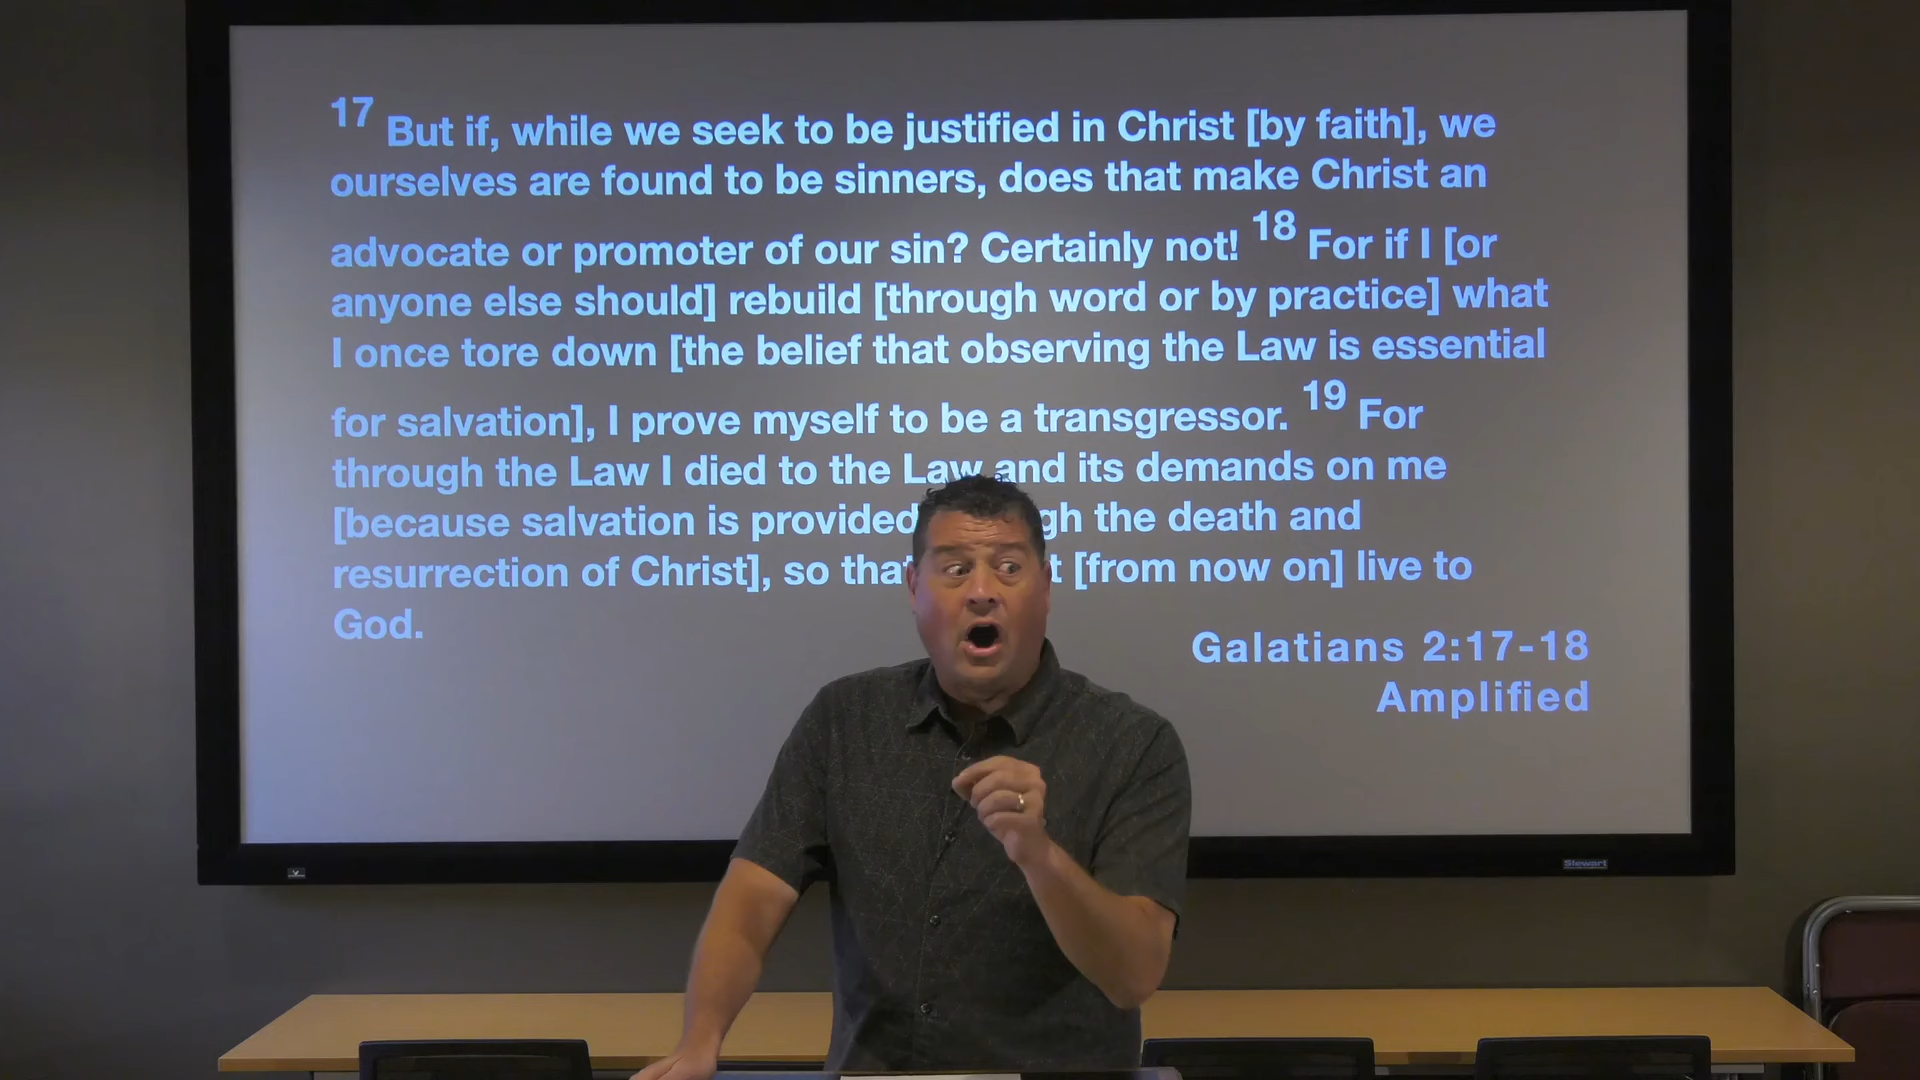 17 But if, while we seek to be justified in Christ [by faith], we
ourselves are found to be sinners, does that make Christ an
advocate or promoter of our sin? Certainly not! 18 For if I [or
anyone else should] rebuild [through word or by practice] what
I once tore down [the belief that observing the Law is essential
for salvation], I prove myself to be a transgressor. 19 For
through the Law I died to the Law and its demands on me
[because salvation is provided gh the death and
resurrection of Christ], so that t [from now on] live to
God.
Galatians 2:17-18
Amplified
Stewart